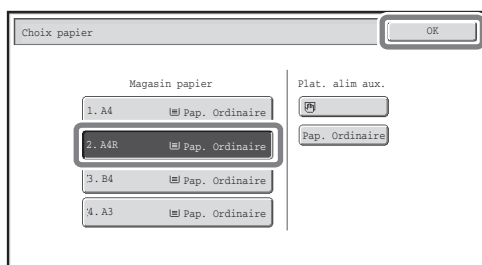 Choix papier
OK
Magasin papier
1. A4 Pap. Ordinaire
2. A4R Pap. Ordinaire
3. B4 Pap. Ordinaire
4. A3 Pap. Ordinaire
Plat. alim aux.
Pap. Ordinaire